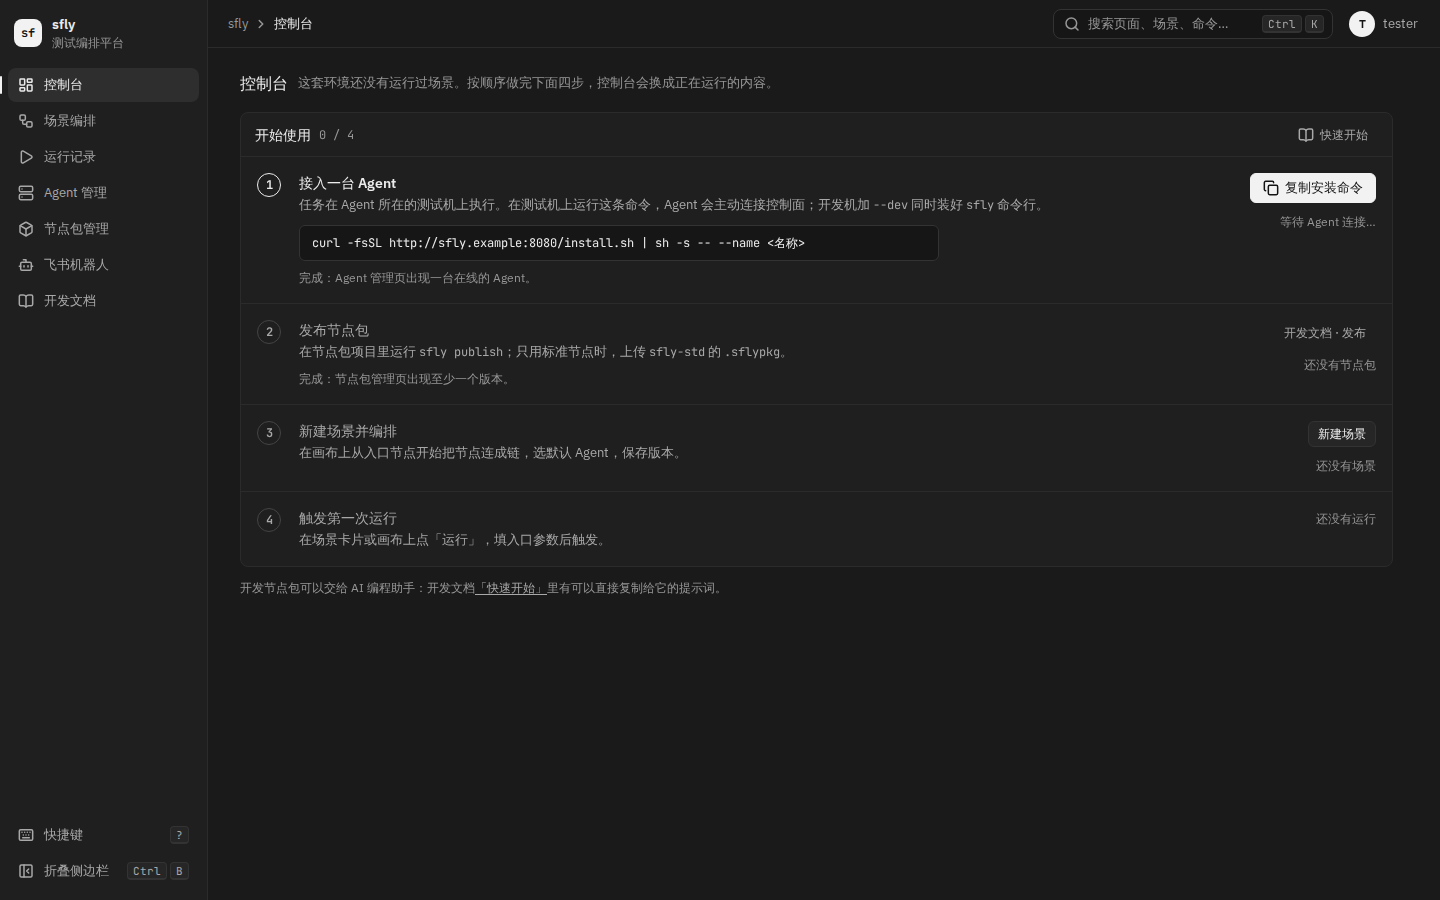 sf
sfly
测试编排平台
控制台
场景编排
运行记录
Agent 管理
节点包管理
飞书机器人
开发文档
快捷键 ?
折叠侧边栏 Ctrl B
sfly > 控制台
搜索页面、场景、命令... Ctrl K
T tester
控制台 这套环境还没有运行过场景。按顺序做完下面四步，控制台会换成正在运行的内容。
开始使用 0 / 4
快速开始
1 接入一台 Agent
任务在 Agent 所在的测试机上执行。在测试机上运行这条命令，Agent 会主动连接控制面；开发机加 --dev 同时装好 sfly 命令行。
curl -fsSL http://sfly.example:8080/install.sh | sh -s -- --name <名称>
完成：Agent 管理页出现一台在线的 Agent。
复制安装命令
等待 Agent 连接...
2 发布节点包
在节点包项目里运行 sfly publish；只用标准节点时，上传 sfly-std 的 .sflypkg。
完成：节点包管理页出现至少一个版本。
开发文档 · 发布
还没有节点包
3 新建场景并编排
在画布上从入口节点开始把节点连成链，选默认 Agent，保存版本。
新建场景
还没有场景
4 触发第一次运行
在场景卡片或画布上点「运行」，填入口参数后触发。
还没有运行
开发节点包可以交给 AI 编程助手：开发文档「快速开始」里有可以直接复制给它的提示词。